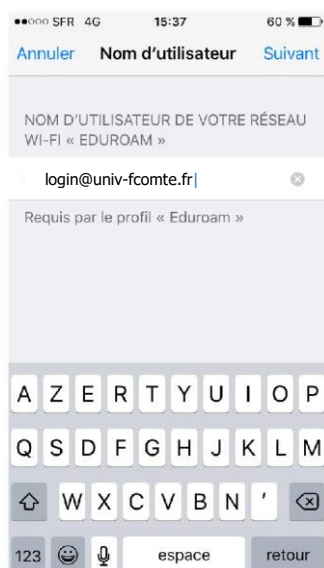 SFR 4G 15:37 60 %
Annuler Nom d'utilisateur Suivant
NOM D'UTILISATEUR DE VOTRE RÉSEAU
WI-FI « EDUROAM »
login@univ-fcomte.fr
Requis par le profil « Eduroam »
A Z E R T Y U I O P
Q S D F G H J K L M
W X C V B N '
123 espace retour